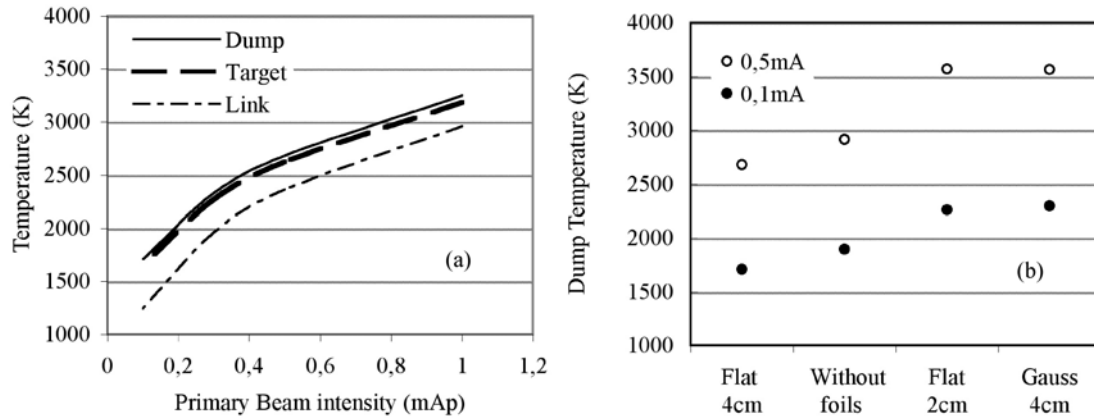 4000
3500
3000
2500
2000
1500
1000
Temperature (K)
Dump
Target
Link
(a)
0 0,2 0,4 0,6 0,8 1 1,2
Primary Beam intensity (mAp)
4000
3500
3000
2500
2000
1500
1000
Dump Temperature (K)
0,5mA
0,1mA
(b)
Flat Without Flat Gauss
4cm foils 2cm 4cm